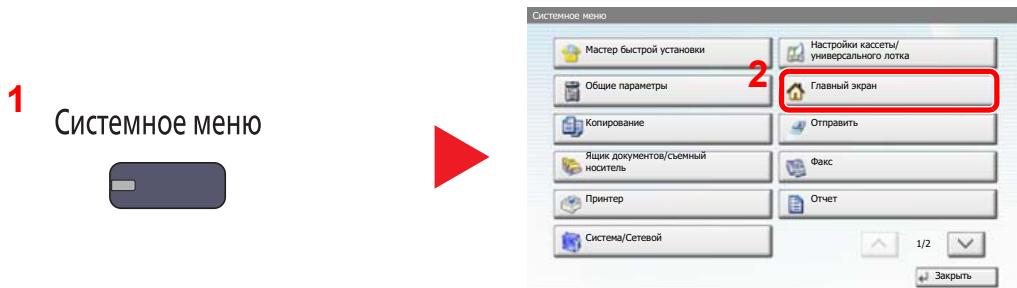 Системное меню
1
Системное меню
2
Мастер быстрой установки
Настройки кассеты/
универсального лотка
Общие параметры
Главный экран
Копирование
Отправить
Ящик документов/съемный
носитель
Факс
Принтер
Отчет
Система/Сетевой
1/2
Закрыть